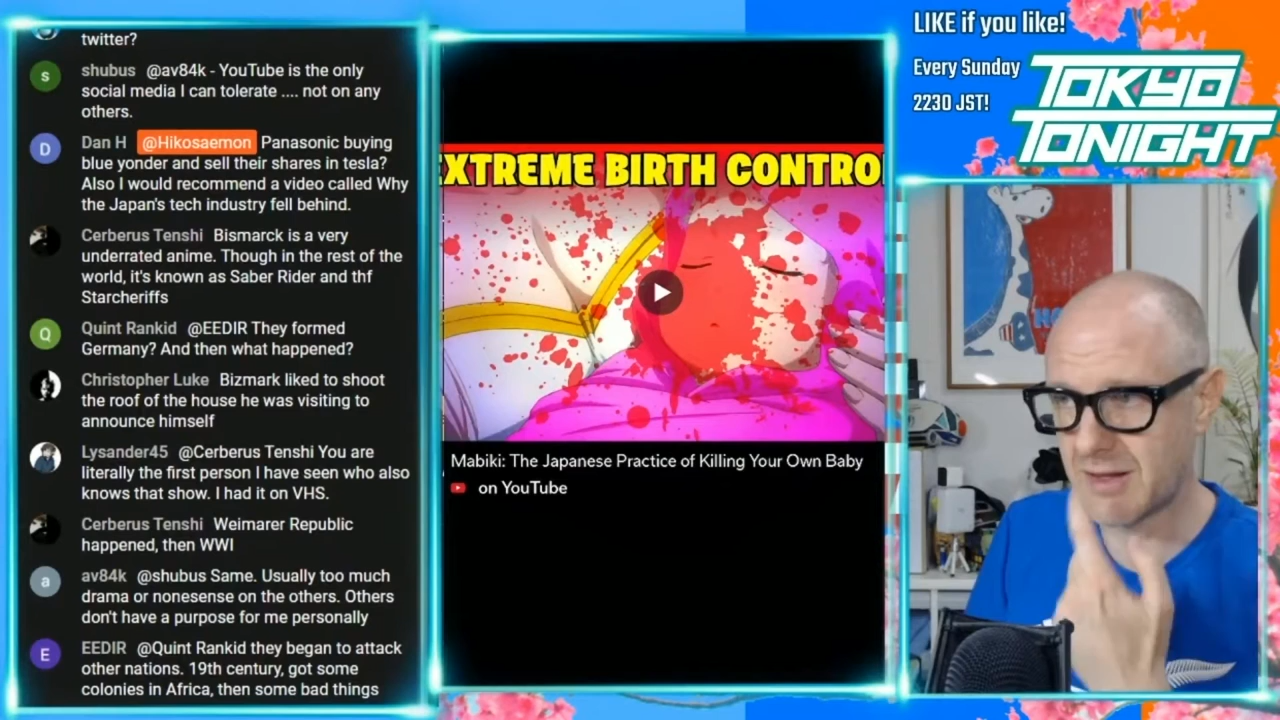 twitter?
s
shubus @av84k - YouTube is the only
social media I can tolerate .... not on any
others.
D
Dan H @Hikosaemon Panasonic buying
blue yonder and sell their shares in tesla?
Also I would recommend a video called Why
the Japan's tech industry fell behind.
Cerberus Tenshi Bismarck is a very
underrated anime. Though in the rest of the
world, it's known as Saber Rider and thf
Starcheriffs
Q
Quint Rankid @EEDIR They formed
Germany? And then what happened?
Christopher Luke Bizmark liked to shoot
the roof of the house he was visiting to
announce himself
Lysander45 @Cerberus Tenshi You are
literally the first person I have seen who also
knows that show. I had it on VHS.
Cerberus Tenshi Weimarer Republic
happened, then WWI
a
av84k @shubus Same. Usually too much
drama or nonesense on the others. Others
don't have a purpose for me personally
E
EEDIR @Quint Rankid they began to attack
other nations. 19th century, got some
colonies in Africa, then some bad things
EXTREME BIRTH CONTROL
Mabiki: The Japanese Practice of Killing Your Own Baby
on YouTube
LIKE if you like!
Every Sunday
2230 JST!
TOKYO
TONIGHT